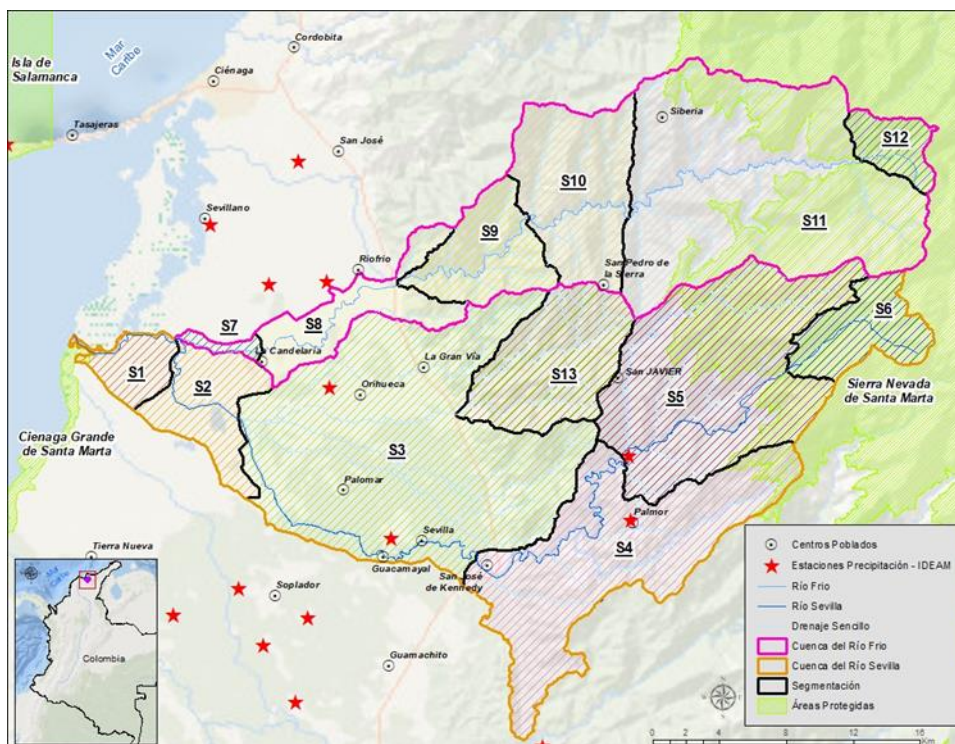 Cordobita
Isla de
Salamanca
Mar
Caribe
Ciénaga
Tasajeras
San José
Siberia
S12
S10
Sevillano
S9
S11
Riofrío
San Pedro de
la Sierra
S7
S8
S6
La Candelaria
S1
S2
La Gran Vía
Orihueca
S13
San JAVIER
S5
Sierra Nevada
de Santa Marta
Cienaga Grande
de Santa Marta
S3
Palomar
Palmor
Sevilla
S4
Tierra Nueva
Guacamayal
San José
de Kennedy
Soplador
Guamachito
Mar
Caribe
Colombia
Centros Poblados
Estaciones Precipitación - IDEAM
Río Frio
Río Sevilla
Drenaje Sencillo
Cuenca del Río Frio
Cuenca del Río Sevilla
Segmentación
Áreas Protegidas
0 2 4 8 12 16
Km